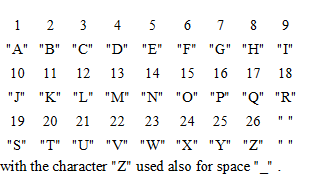 1 2 3 4 5 6 7 8 9
"A" "B" "C" "D" "E" "F" "G" "H" "I"
10 11 12 13 14 15 16 17 18
"J" "K" "L" "M" "N" "O" "P" "Q" "R"
19 20 21 22 23 24 25 26 " "
"S" "T" "U" "V" "W" "X" "Y" "Z" " "
with the character "Z" used also for space "_" .